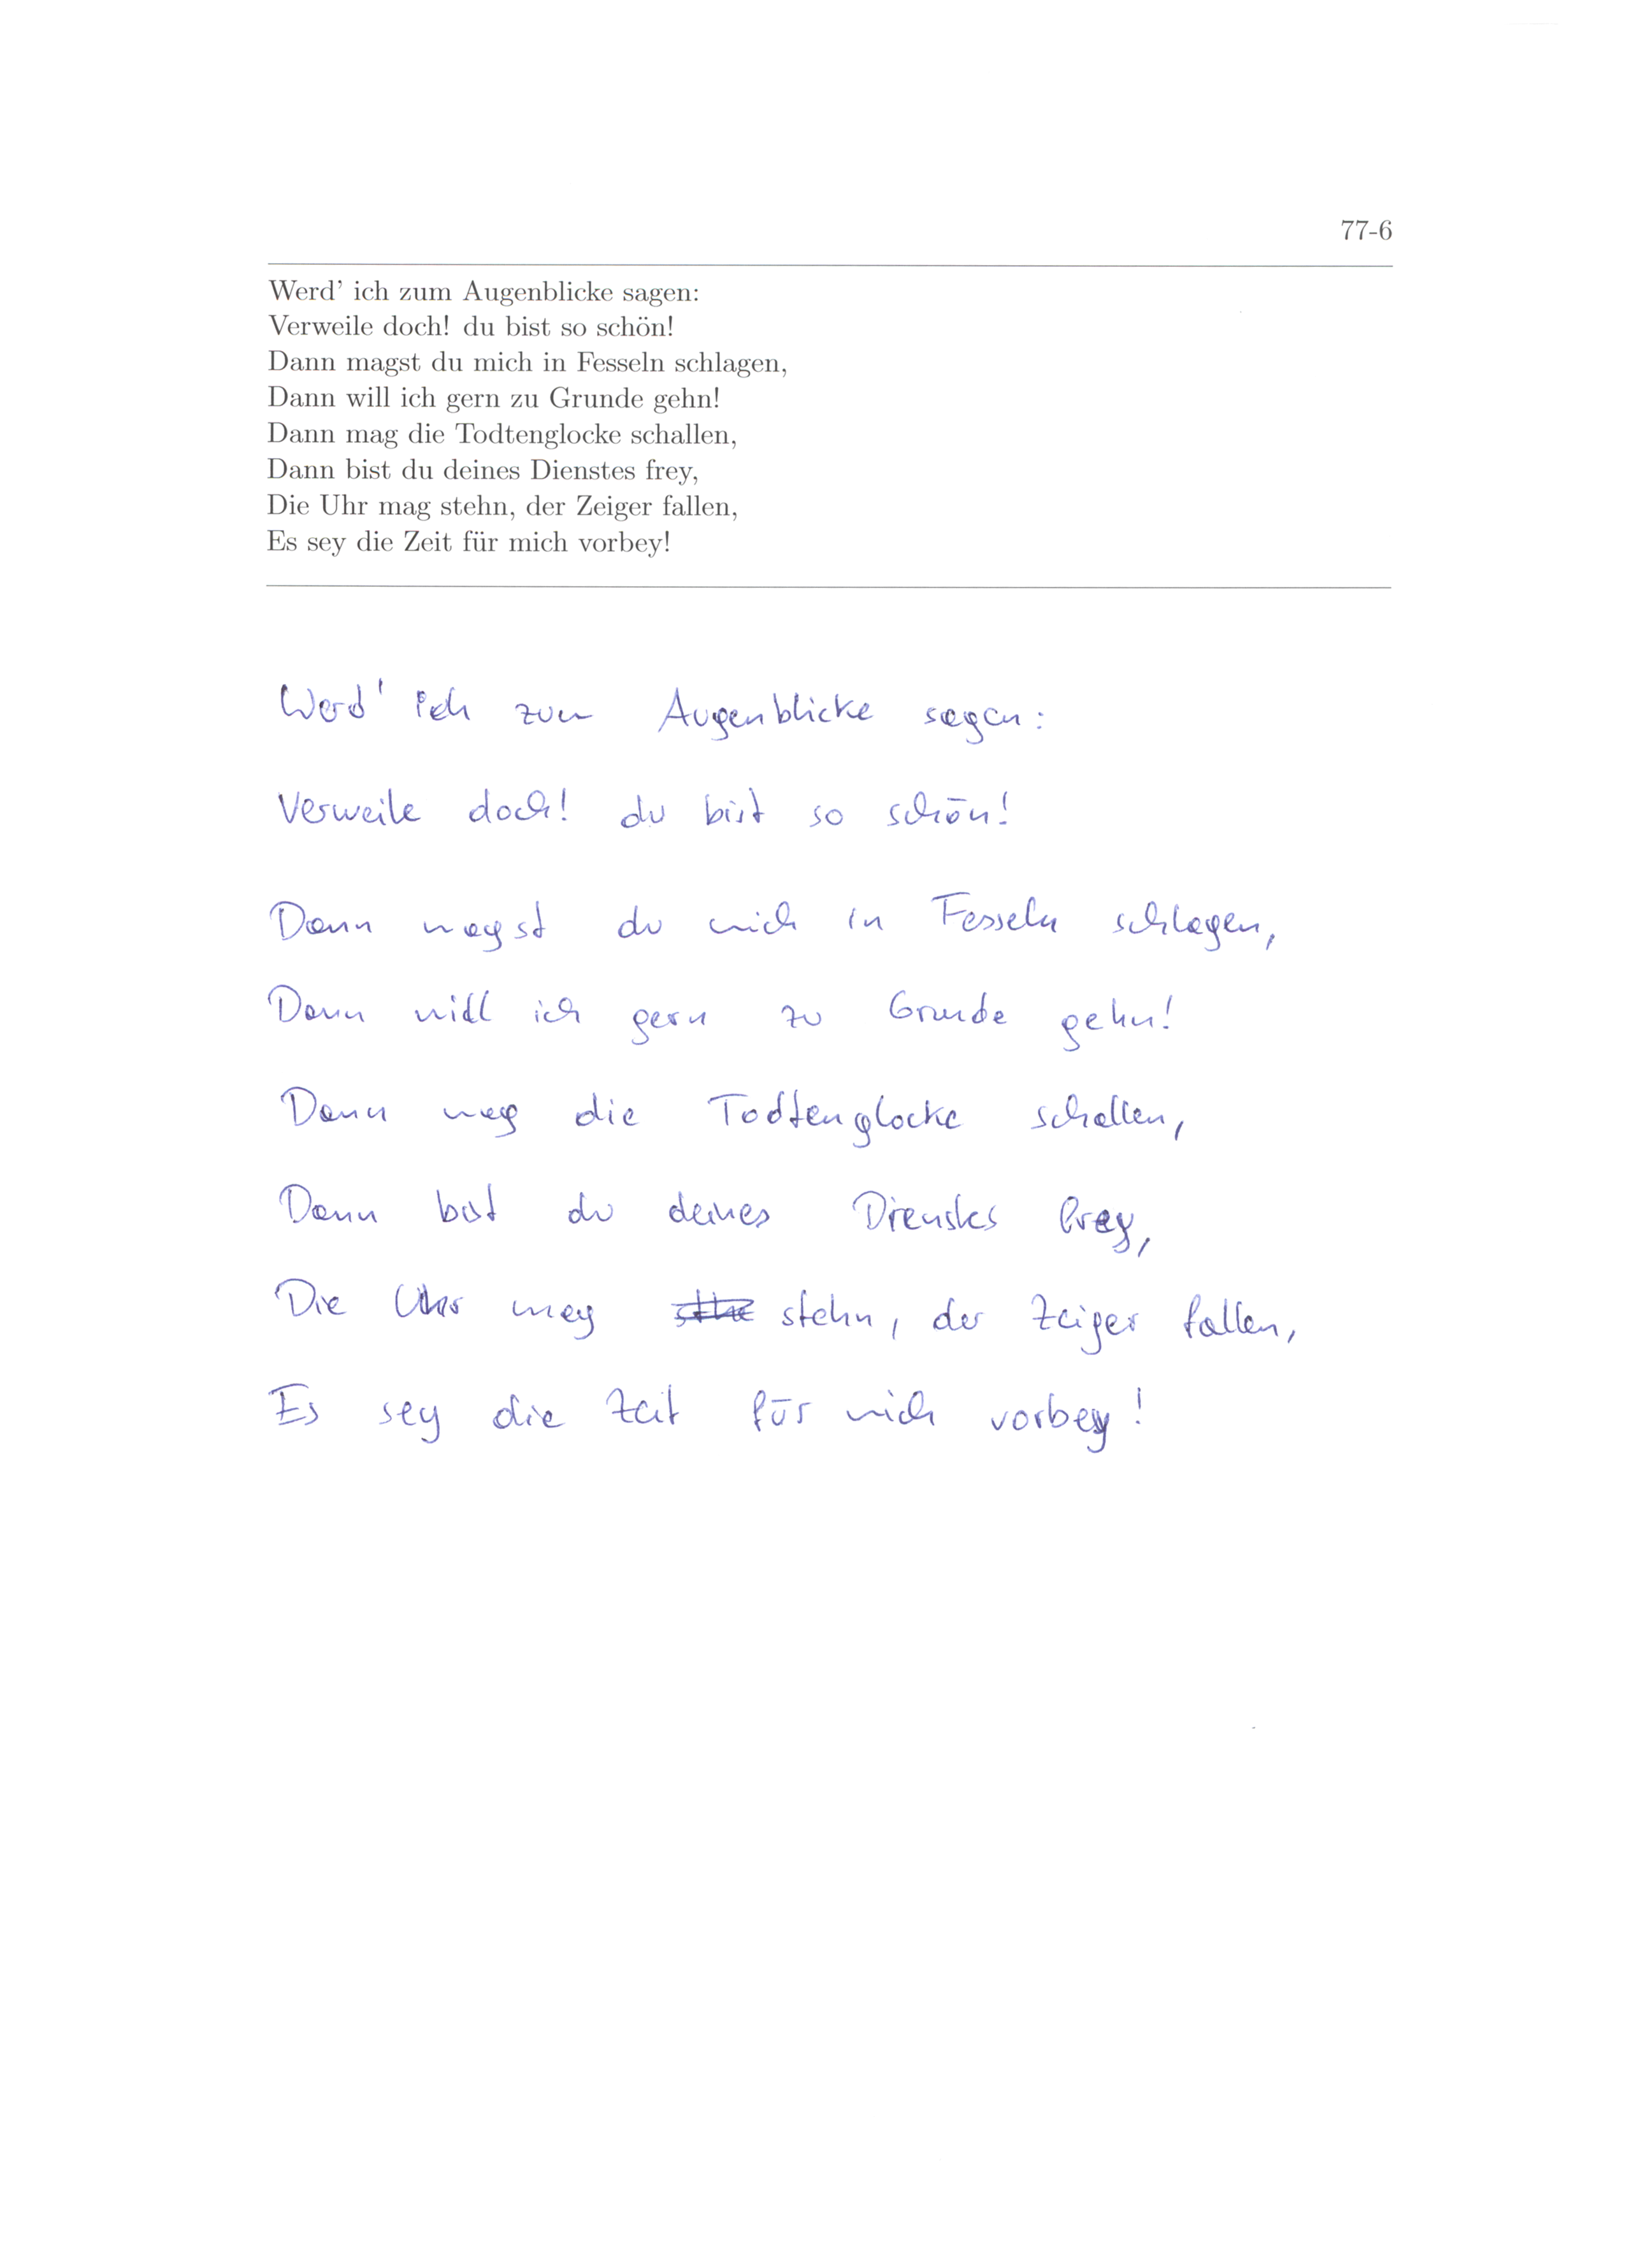 77-6
Werd' ich zum Augenblicke sagen:
Verweile doch! du bist so schön!
Dann magst du mich in Fesseln schlagen,
Dann will ich gern zu Grunde gehn!
Dann mag die Todtenglocke schallen,
Dann bist du deines Dienstes frey,
Die Uhr mag stehn, der Zeiger fallen,
Es sey die Zeit für mich vorbey!
Werd' ich zum Augenblicke sagen:
Verweile doch! du bist so schön!
Dann magst du mich in Fesseln schlagen,
Dann will ich gern zu Grunde gehn!
Dann mag die Todtenglocke schallen,
Dann bist du deines Dienstes frey,
Die Uhr mag stehn, der Zeiger fallen,
Es sey die Zeit für mich vorbey!